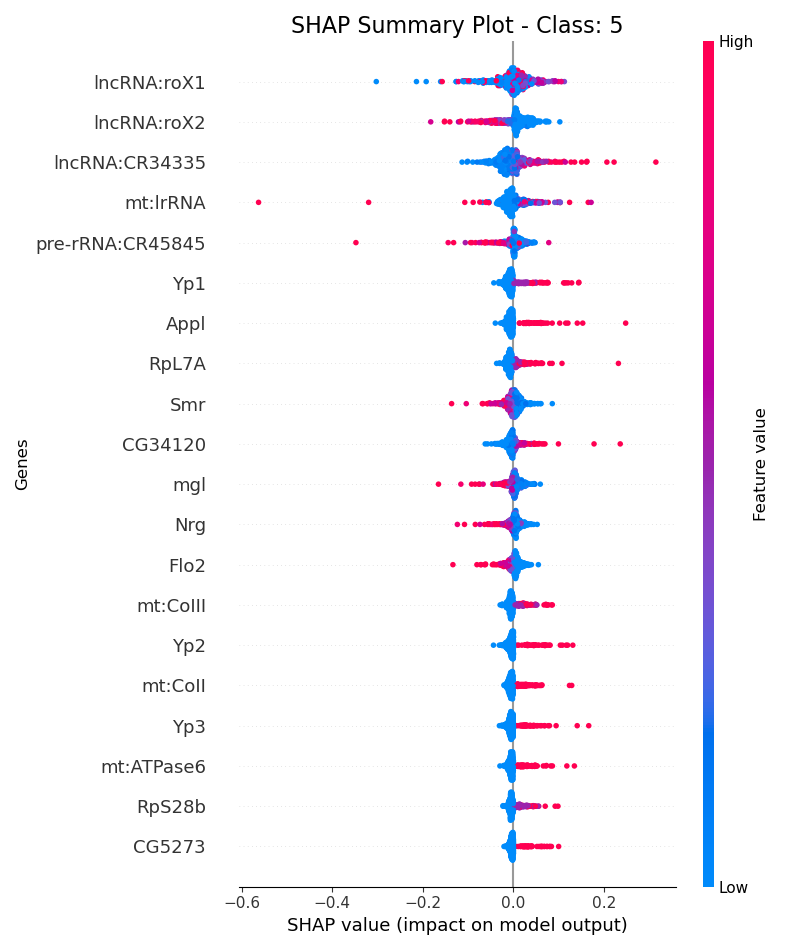 SHAP Summary Plot - Class: 5
High
lncRNA:roX1
lncRNA:roX2
lncRNA:CR34335
mt:lrRNA
pre-rRNA:CR45845
Yp1
Appl
RpL7A
Smr
CG34120
mgl
Nrg
Flo2
mt:CoIII
Yp2
mt:CoII
Yp3
mt:ATPase6
RpS28b
CG5273
Genes
Feature value
Low
−0.6 −0.4 −0.2 0.0 0.2
SHAP value (impact on model output)